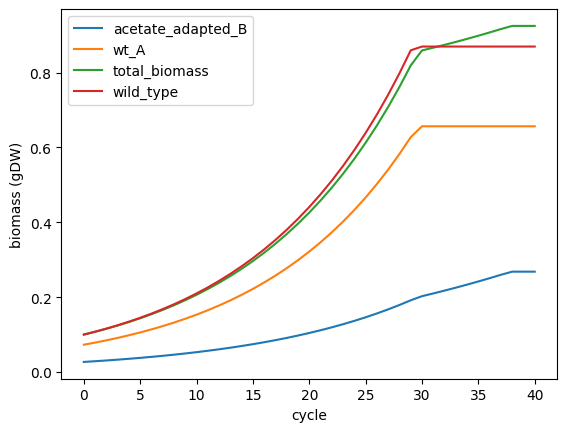 acetate_adapted_B
wt_A
total_biomass
wild_type
biomass (gDW)
0.8
0.6
0.4
0.2
0.0
0 5 10 15 20 25 30 35 40
cycle